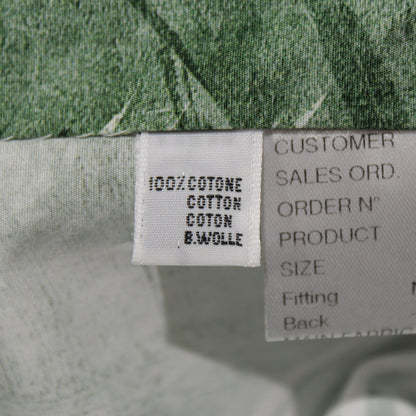 100% COTONE
COTTON
COTON
B.WOLLE
CUSTOMER
SALES ORD.
ORDER N°
PRODUCT
SIZE
Fitting
Back